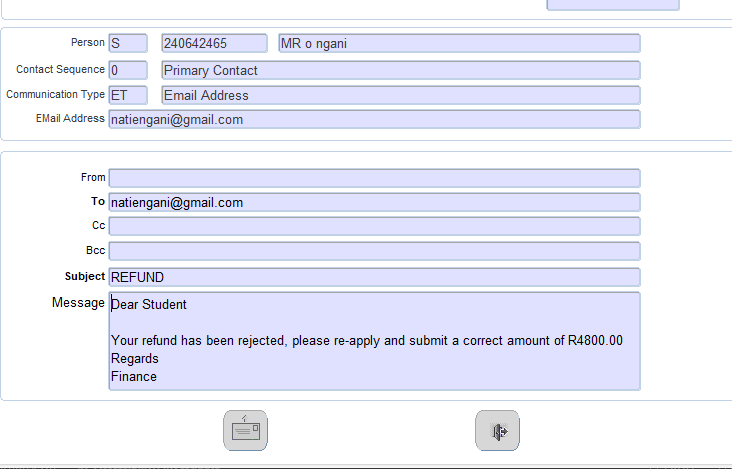 Person S 240642465 MR o ngani
Contact Sequence 0 Primary Contact
Communication Type ET Email Address
EMail Address natiengani@gmail.com
From
To natiengani@gmail.com
Cc
Bcc
Subject REFUND
Message Dear Student
Your refund has been rejected, please re-apply and submit a correct amount of R4800.00
Regards
Finance